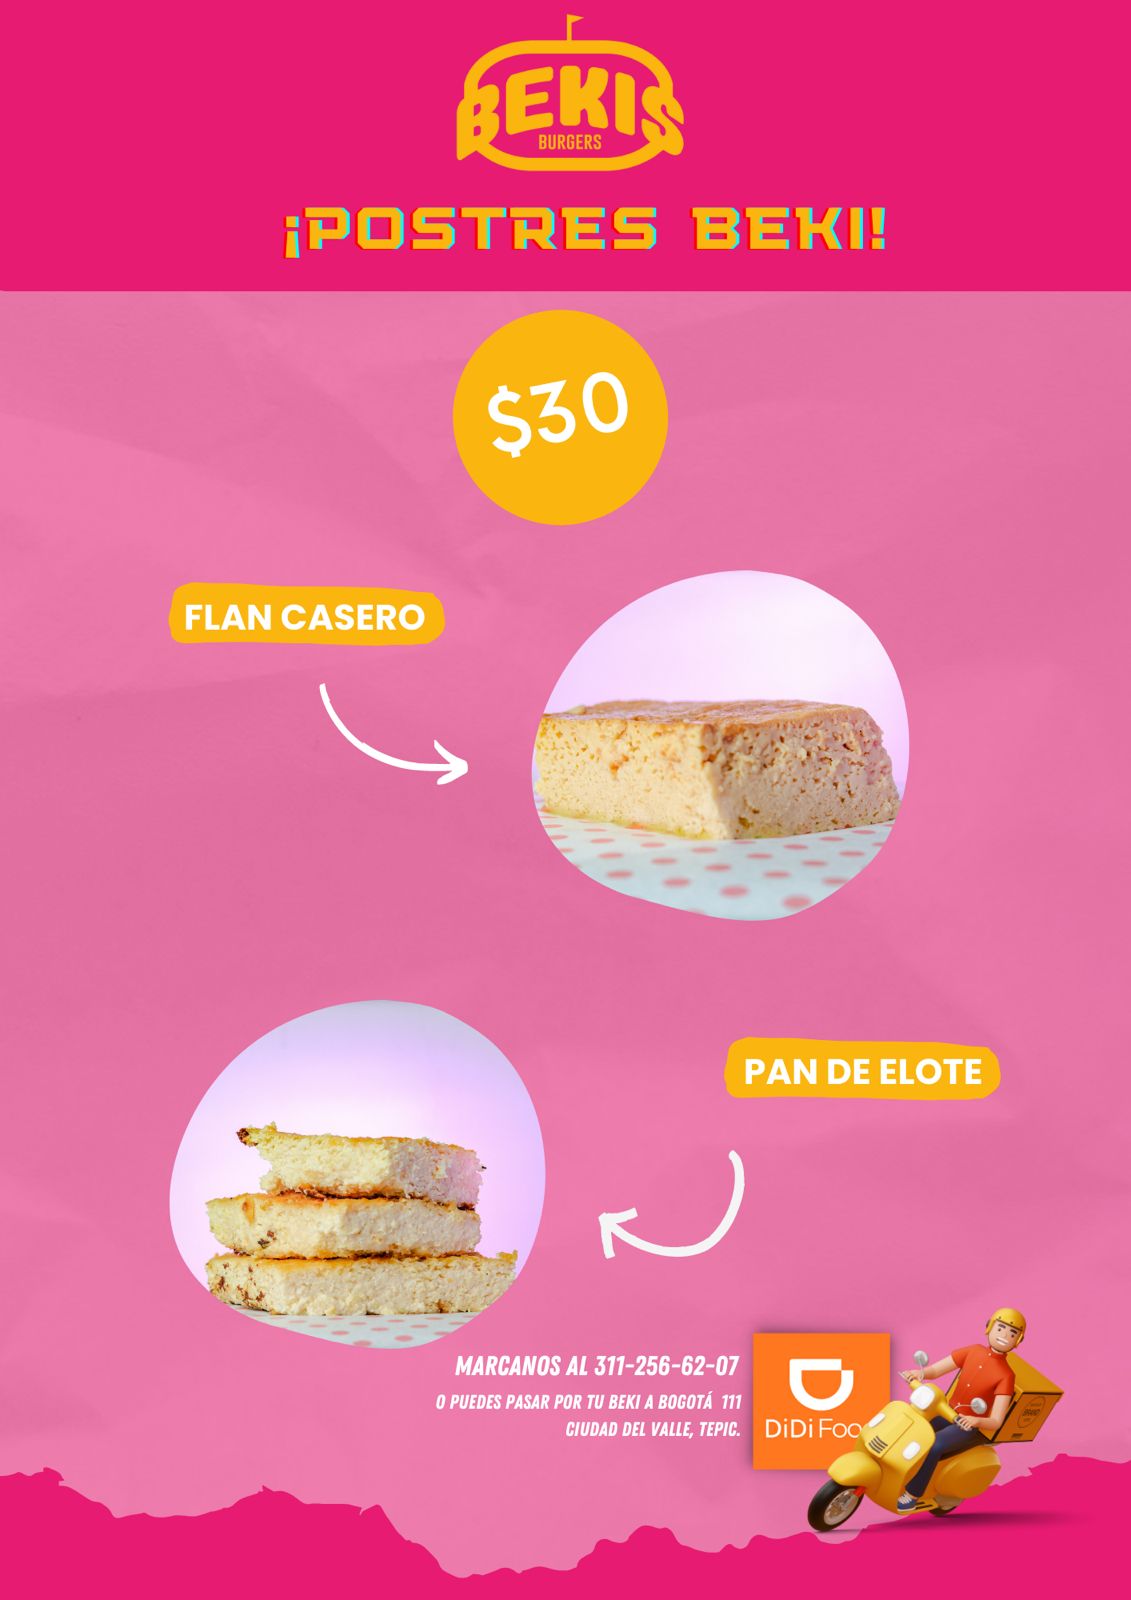 BEKIS
BURGERS
¡POSTRES BEKI!
$30
FLAN CASERO
PAN DE ELOTE
MARCANOS AL 311-256-62-07
O PUEDES PASAR POR TU BEKI A BOGOTÁ 111
CIUDAD DEL VALLE, TEPIC.
DiDi Foo